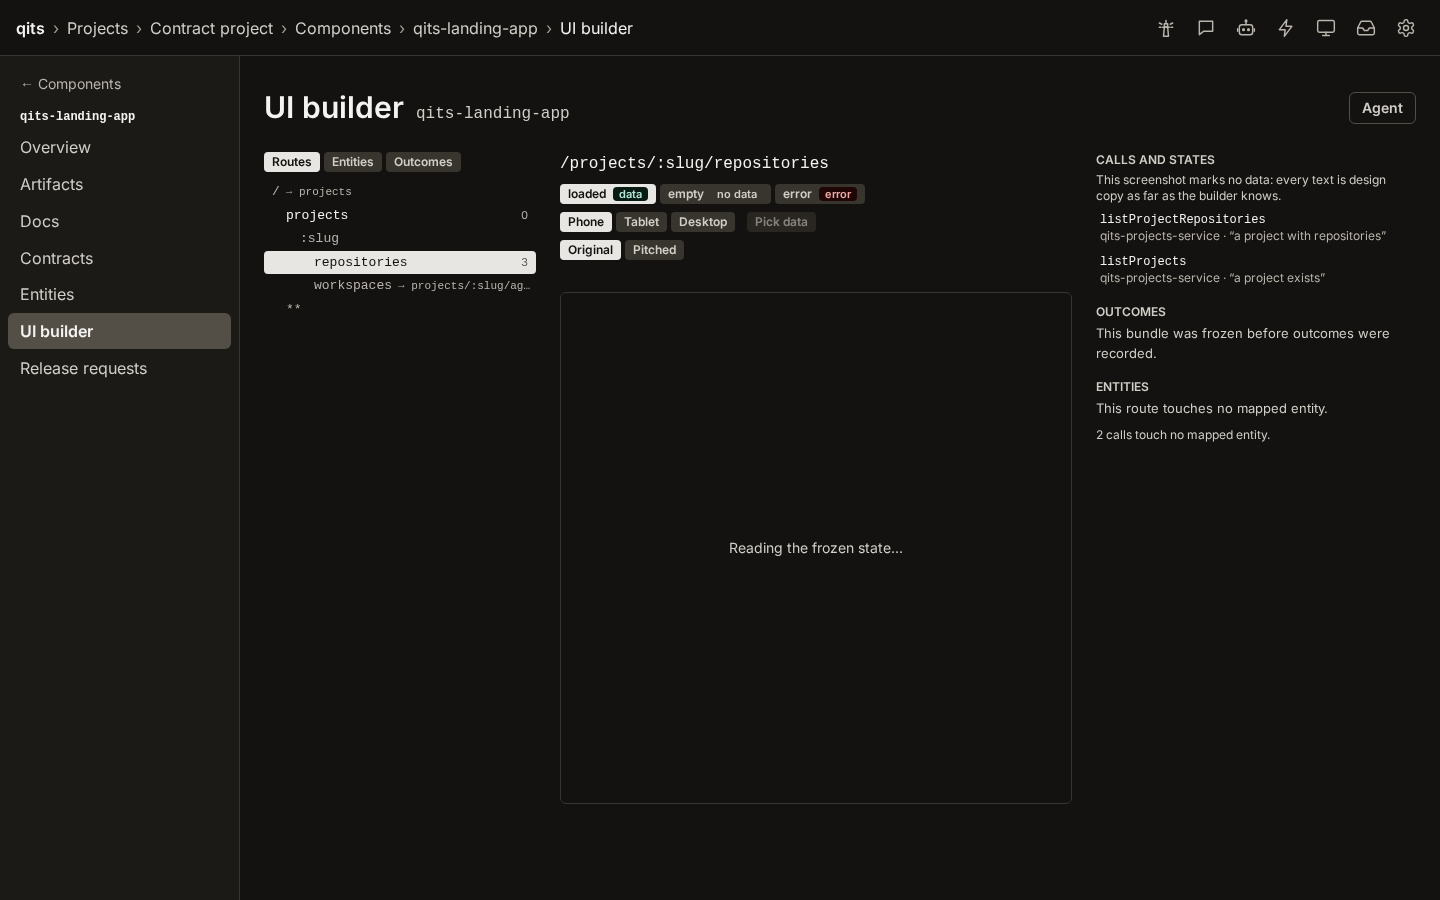 qits › Projects › Contract project › Components › qits-landing-app › UI builder
← Components
qits-landing-app
Overview
Artifacts
Docs
Contracts
Entities
UI builder
Release requests
UI builder qits-landing-app
Agent
Routes Entities Outcomes
/ → projects
projects 0
:slug
repositories 3
workspaces → projects/:slug/ag…
**
/projects/:slug/repositories
loaded data empty no data error error
Phone Tablet Desktop Pick data
Original Pitched
Reading the frozen state…
CALLS AND STATES
This screenshot marks no data: every text is design
copy as far as the builder knows.
listProjectRepositories
qits-projects-service · “a project with repositories”
listProjects
qits-projects-service · “a project exists”
OUTCOMES
This bundle was frozen before outcomes were
recorded.
ENTITIES
This route touches no mapped entity.
2 calls touch no mapped entity.